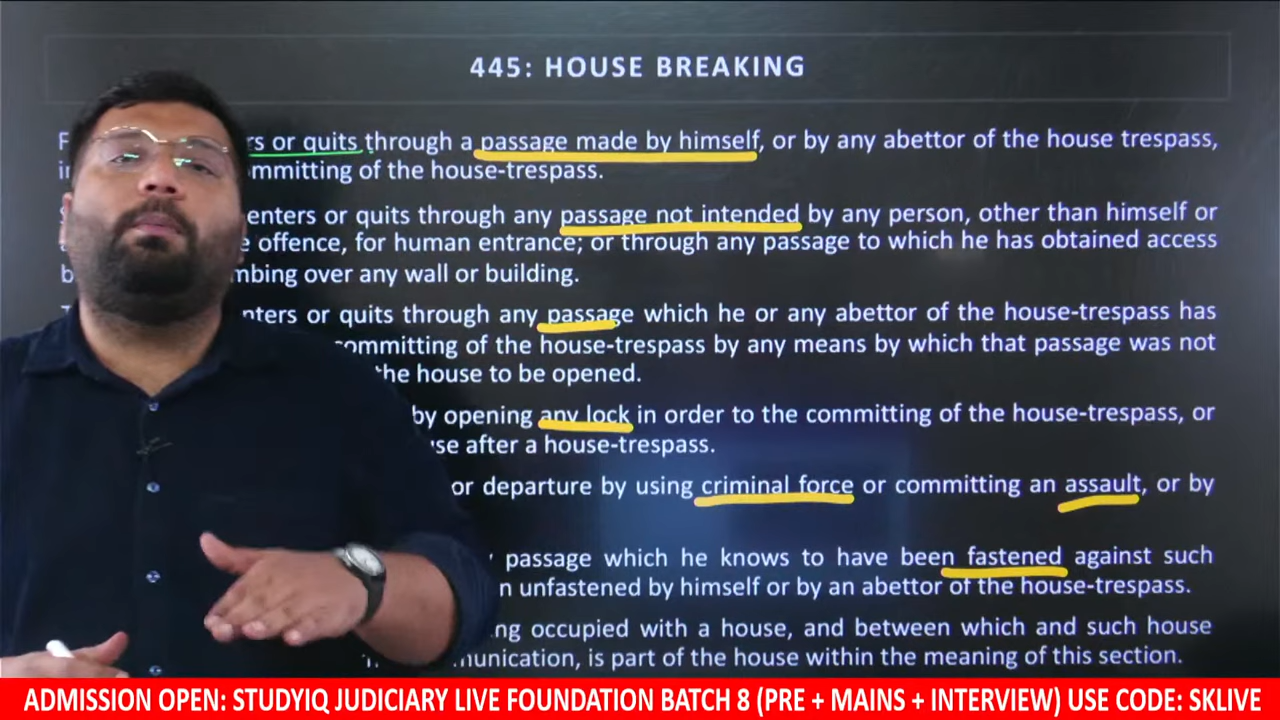 445: HOUSE BREAKING
or quits through a passage made by himself, or by any abettor of the house trespass,
of the house-trespass.
enters or quits through any passage not intended by any person, other than himself or
offence, for human entrance; or through any passage to which he has obtained access
over any wall or building.
or quits through any passage which he or any abettor of the house-trespass has
committing of the house-trespass by any means by which that passage was not
the house to be opened.
by opening any lock in order to the committing of the house-trespass, or
after a house-trespass.
or departure by using criminal force or committing an assault, or by
passage which he knows to have been fastened against such
unfastened by himself or by an abettor of the house-trespass.
occupied with a house, and between which and such house
is part of the house within the meaning of this section.
ADMISSION OPEN: STUDYIQ JUDICIARY LIVE FOUNDATION BATCH 8 (PRE + MAINS + INTERVIEW) USE CODE: SKLIVE